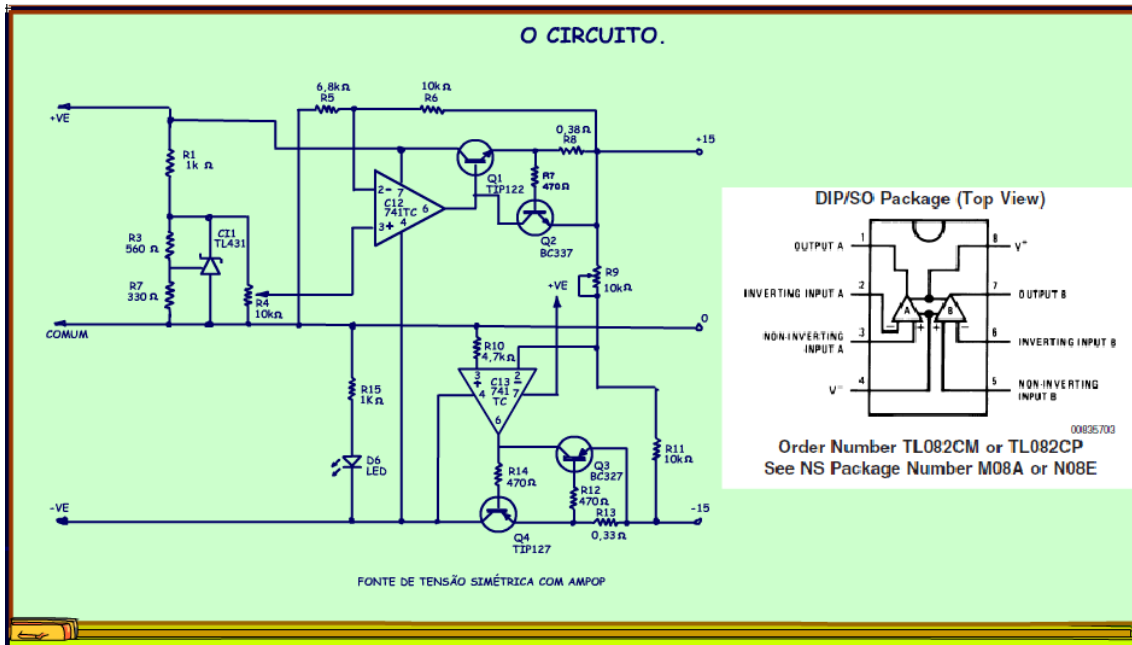 O CIRCUITO.
6,8kΩ
R5
10kΩ
R6
+VE
0,38Ω
R8
+15
R1
1k Ω
Q1
TIP122
R7
470Ω
2-
7
C12
741TC
6
3+
4
Q2
BC337
R3
560 Ω
CI1
TL431
R7
330Ω
R4
10kΩ
+VE
R9
10kΩ
COMUM
0
R10
4,7kΩ
R15
1KΩ
3
+
2
-
4
C13
741
TC
7
6
D6
LED
R14
470Ω
Q3
BC327
R12
470Ω
R13
0,33Ω
R11
10kΩ
-VE
-15
Q4
TIP127
FONTE DE TENSÃO SIMÉTRICA COM AMPOP
DIP/SO Package (Top View)
OUTPUT A
1
8
V+
INVERTING INPUT A
2
7
OUTPUT B
A
B
- +
+ -
NON-INVERTING
INPUT A
3
6
INVERTING INPUT B
V-
4
5
NON-INVERTING
INPUT B
00835703
Order Number TL082CM or TL082CP
See NS Package Number M08A or N08E